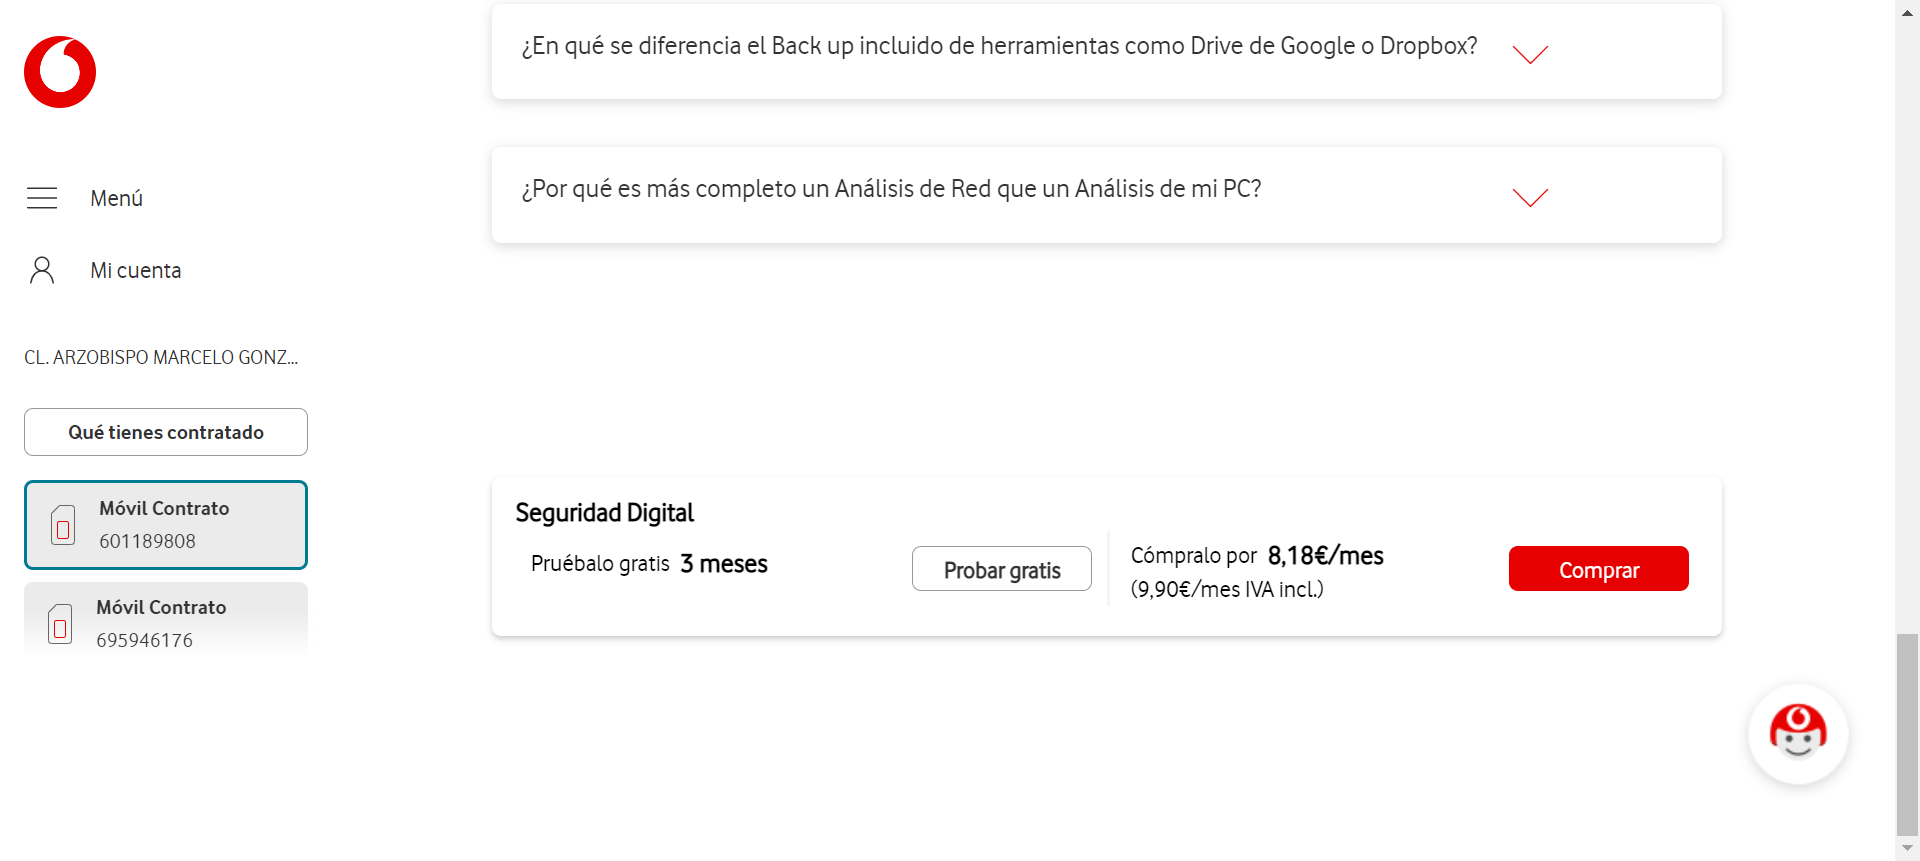 ¿En qué se diferencia el Back up incluido de herramientas como Drive de Google o Dropbox?
¿Por qué es más completo un Análisis de Red que un Análisis de mi PC?
Menú
Mi cuenta
CL. ARZOBISPO MARCELO GONZ...
Qué tienes contratado
Móvil Contrato
601189808
Móvil Contrato
695946176
Seguridad Digital
Pruébalo gratis 3 meses
Probar gratis
Cómpralo por 8,18€/mes
(9,90€/mes IVA incl.)
Comprar